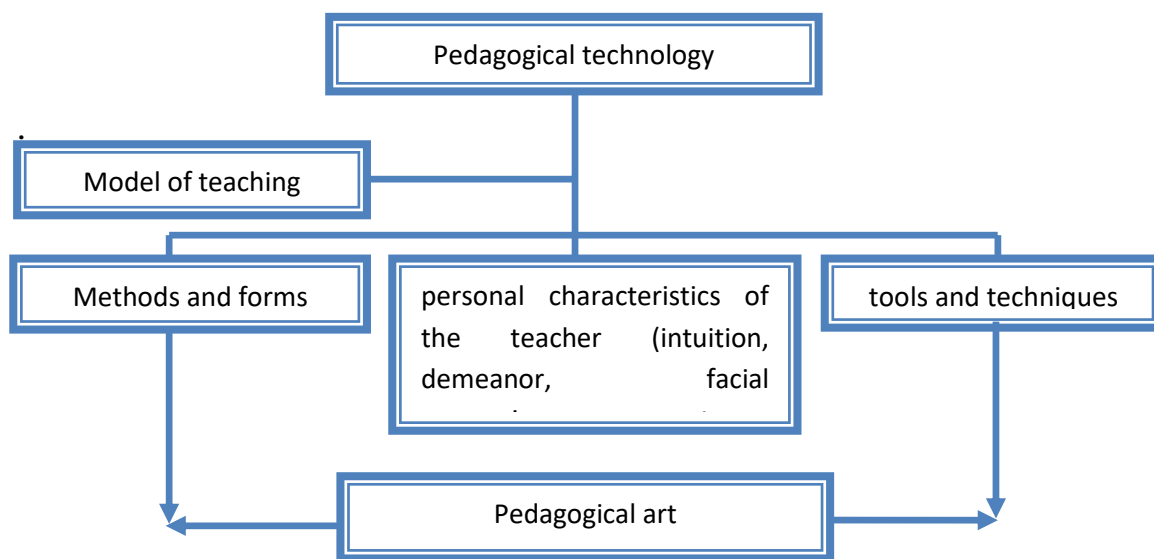 Pedagogical technology
.
Model of teaching
Methods and forms
personal characteristics of
the teacher (intuition,
demeanor, facial
tools and techniques
Pedagogical art